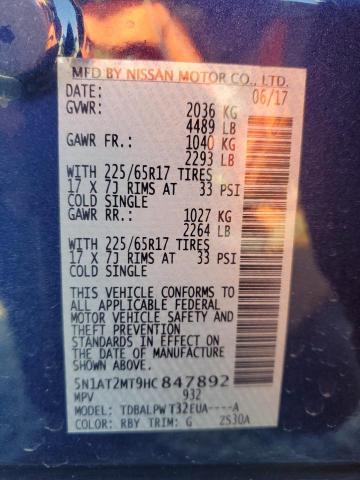 MFD BY NISSAN MOTOR CO., LTD.
DATE: 06/17
GVWR: 2036 KG
4489 LB
GAWR FR.: 1040 KG
2293 LB
WITH 225/65R17 TIRES
17 X 7J RIMS AT 33 PSI
COLD SINGLE
GAWR RR.: 1027 KG
2264 LB
WITH 225/65R17 TIRES
17 X 7J RIMS AT 33 PSI
COLD SINGLE
THIS VEHICLE CONFORMS TO
ALL APPLICABLE FEDERAL
MOTOR VEHICLE SAFETY AND
THEFT PREVENTION
STANDARDS IN EFFECT ON
THE DATE OF MANUFACTURE
SHOWN ABOVE.
5N1AT2MT9HC847892
MPV 932
MODEL: TDBALPWT32EUA----A
COLOR: RBY TRIM: G ZS30A